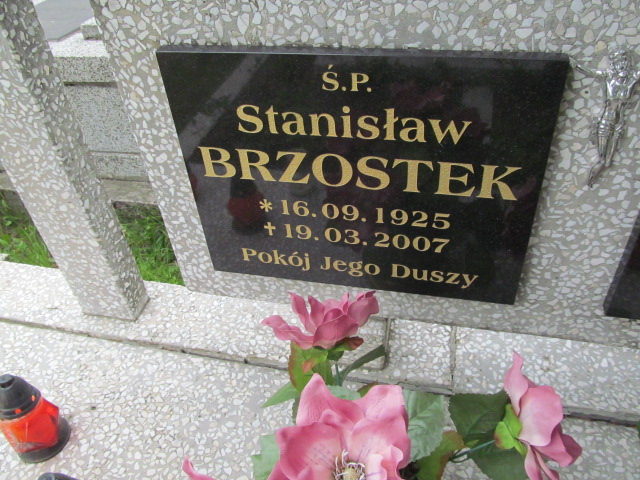 Ś.P.
Stanisław
BRZOSTEK
* 16.09.1925
✝ 19.03.2007
Pokój Jego Duszy